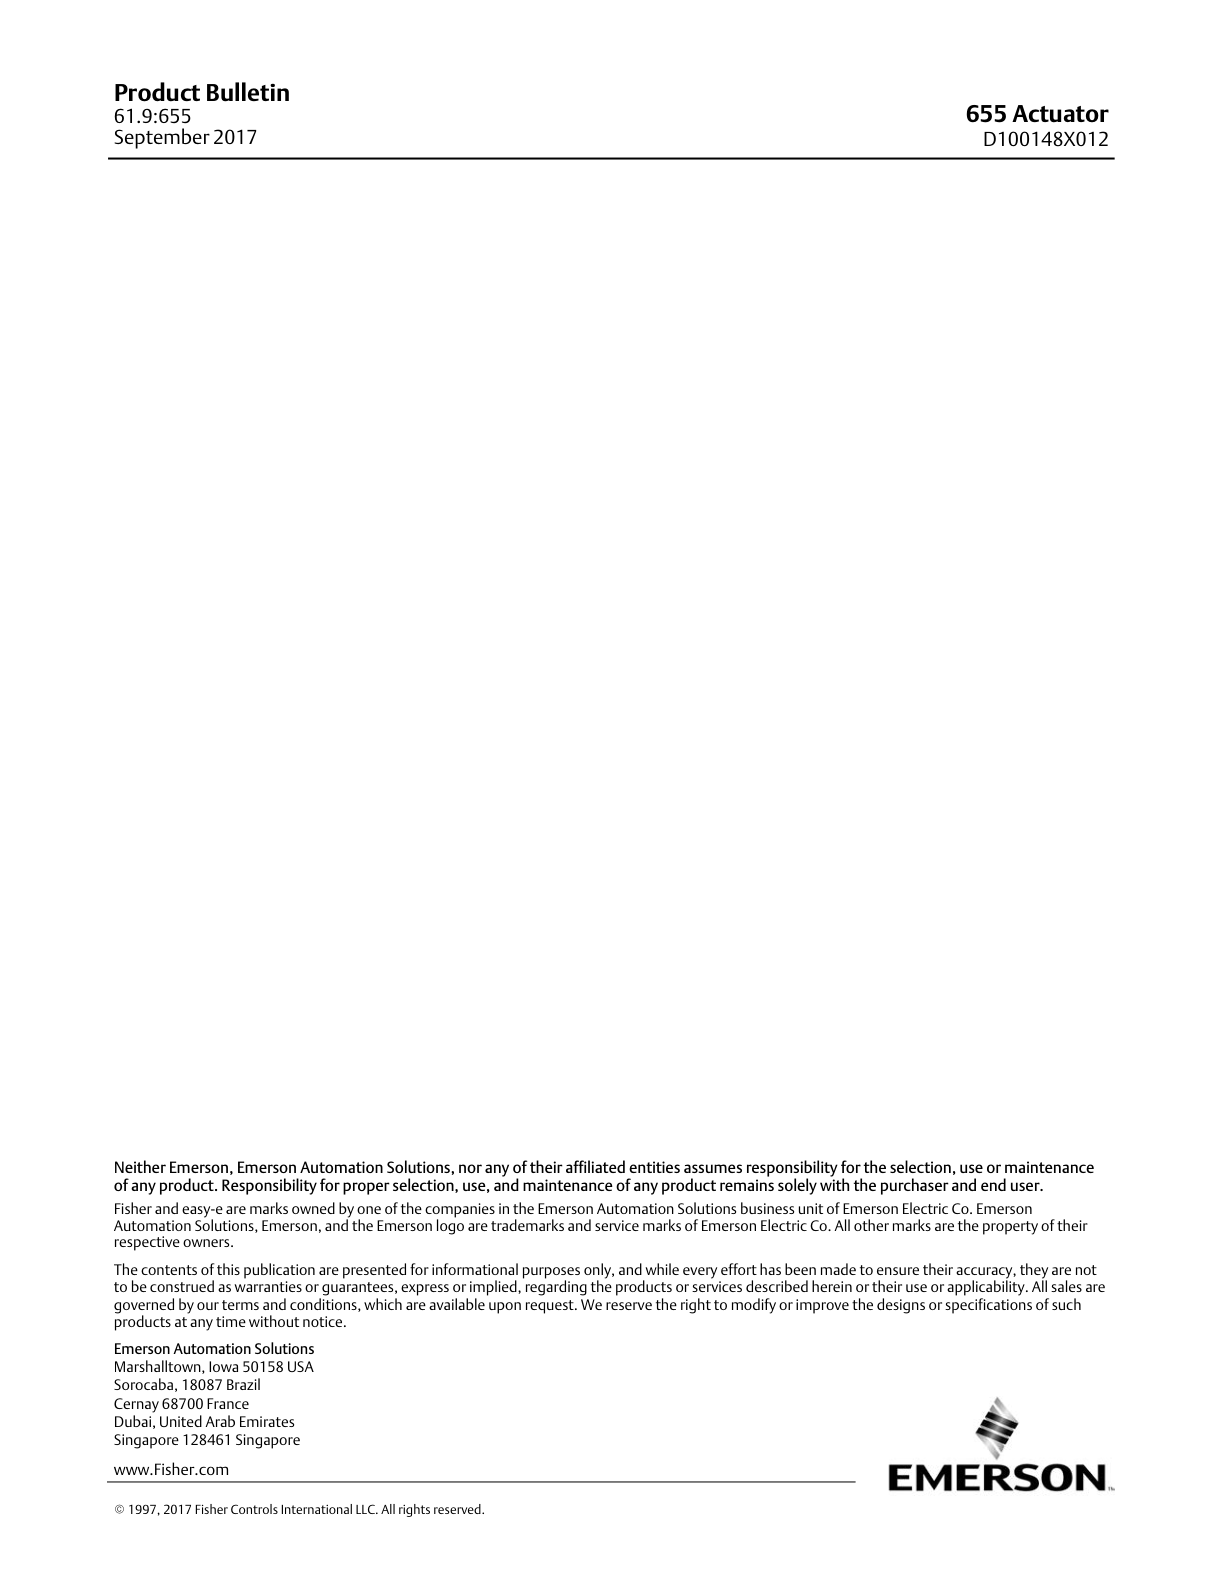 Product Bulletin
61.9:655
September 2017
655 Actuator
D100148X012
Neither Emerson, Emerson Automation Solutions, nor any of their affiliated entities assumes responsibility for the selection, use or maintenance
of any product. Responsibility for proper selection, use, and maintenance of any product remains solely with the purchaser and end user.
Fisher and easy-e are marks owned by one of the companies in the Emerson Automation Solutions business unit of Emerson Electric Co. Emerson
Automation Solutions, Emerson, and the Emerson logo are trademarks and service marks of Emerson Electric Co. All other marks are the property of their
respective owners.
The contents of this publication are presented for informational purposes only, and while every effort has been made to ensure their accuracy, they are not
to be construed as warranties or guarantees, express or implied, regarding the products or services described herein or their use or applicability. All sales are
governed by our terms and conditions, which are available upon request. We reserve the right to modify or improve the designs or specifications of such
products at any time without notice.
Emerson Automation Solutions
Marshalltown, Iowa 50158 USA
Sorocaba, 18087 Brazil
Cernay 68700 France
Dubai, United Arab Emirates
Singapore 128461 Singapore
www.Fisher.com
EMERSON™
© 1997, 2017 Fisher Controls International LLC. All rights reserved.